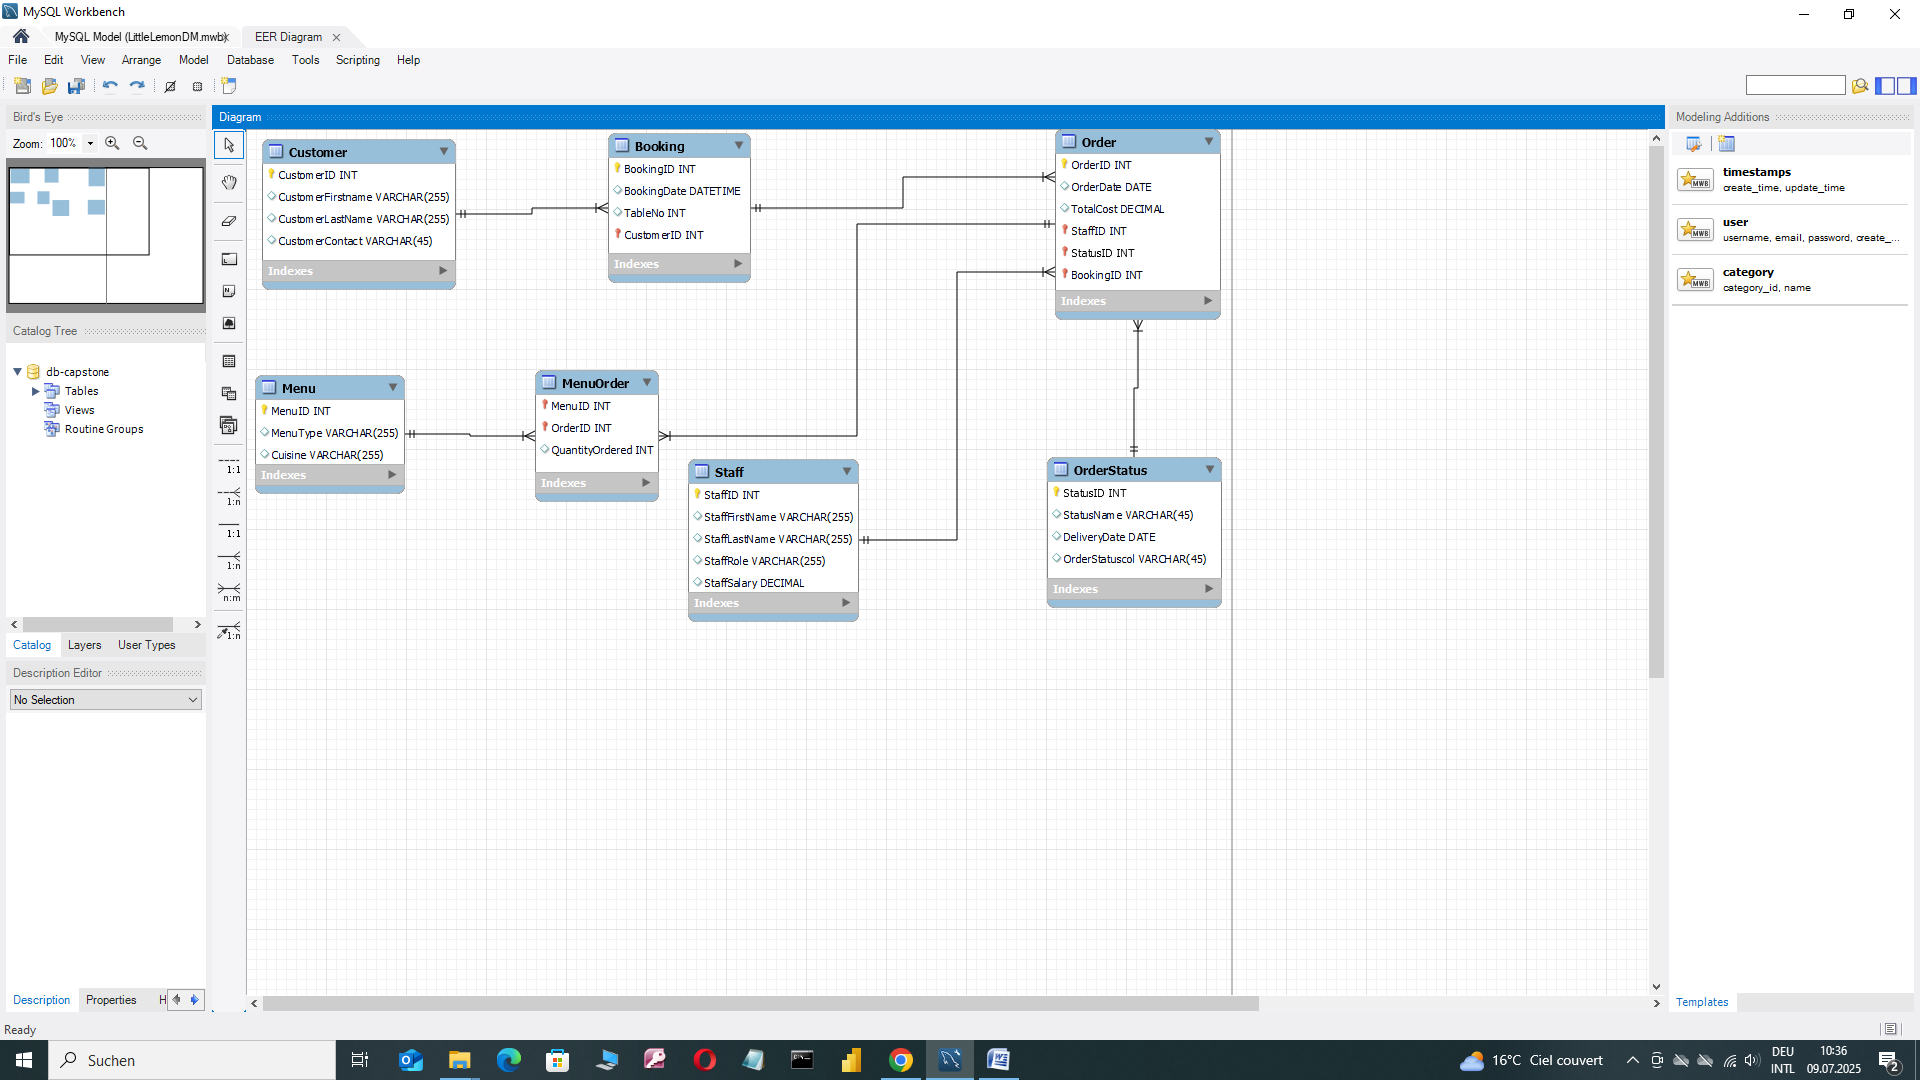 MySQL Workbench
MySQL Model (LittleLemonDM.mwb)
EER Diagram
File Edit View Arrange Model Database Tools Scripting Help
Bird's Eye
Zoom: 100%
Catalog Tree
db-capstone
Tables
Views
Routine Groups
Catalog Layers User Types
Description Editor
No Selection
Description Properties H
Diagram
1:1
1:n
1:1
1:n
n:m
1:n
Customer
CustomerID INT
CustomerFirstname VARCHAR(255)
CustomerLastName VARCHAR(255)
CustomerContact VARCHAR(45)
Indexes
Booking
BookingID INT
BookingDate DATETIME
TableNo INT
CustomerID INT
Indexes
Order
OrderID INT
OrderDate DATE
TotalCost DECIMAL
StaffID INT
StatusID INT
BookingID INT
Indexes
Menu
MenuID INT
MenuType VARCHAR(255)
Cuisine VARCHAR(255)
Indexes
MenuOrder
MenuID INT
OrderID INT
QuantityOrdered INT
Indexes
Staff
StaffID INT
StaffFirstName VARCHAR(255)
StaffLastName VARCHAR(255)
StaffRole VARCHAR(255)
StaffSalary DECIMAL
Indexes
OrderStatus
StatusID INT
StatusName VARCHAR(45)
DeliveryDate DATE
OrderStatuscol VARCHAR(45)
Indexes
Modeling Additions
MWB
timestamps
create_time, update_time
MWB
user
username, email, password, create_...
MWB
category
category_id, name
Templates
Ready
Suchen
16°C Ciel couvert
DEU
INTL
10:36
09.07.2025
2